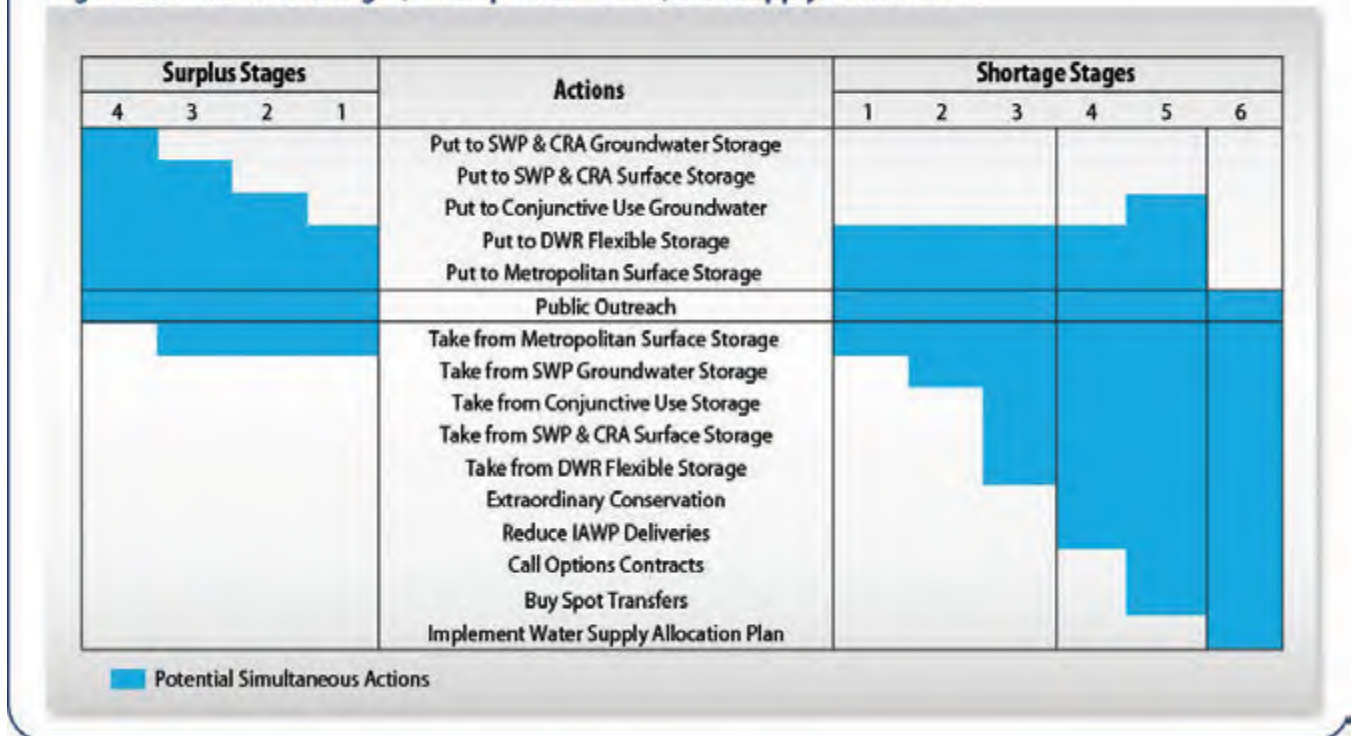 Surplus Stages Actions Shortage Stages
4 3 2 1 1 2 3 4 5 6
Put to SWP & CRA Groundwater Storage
Put to SWP & CRA Surface Storage
Put to Conjunctive Use Groundwater
Put to DWR Flexible Storage
Put to Metropolitan Surface Storage
Public Outreach
Take from Metropolitan Surface Storage
Take from SWP Groundwater Storage
Take from Conjunctive Use Storage
Take from SWP & CRA Surface Storage
Take from DWR Flexible Storage
Extraordinary Conservation
Reduce IAWP Deliveries
Call Options Contracts
Buy Spot Transfers
Implement Water Supply Allocation Plan
Potential Simultaneous Actions